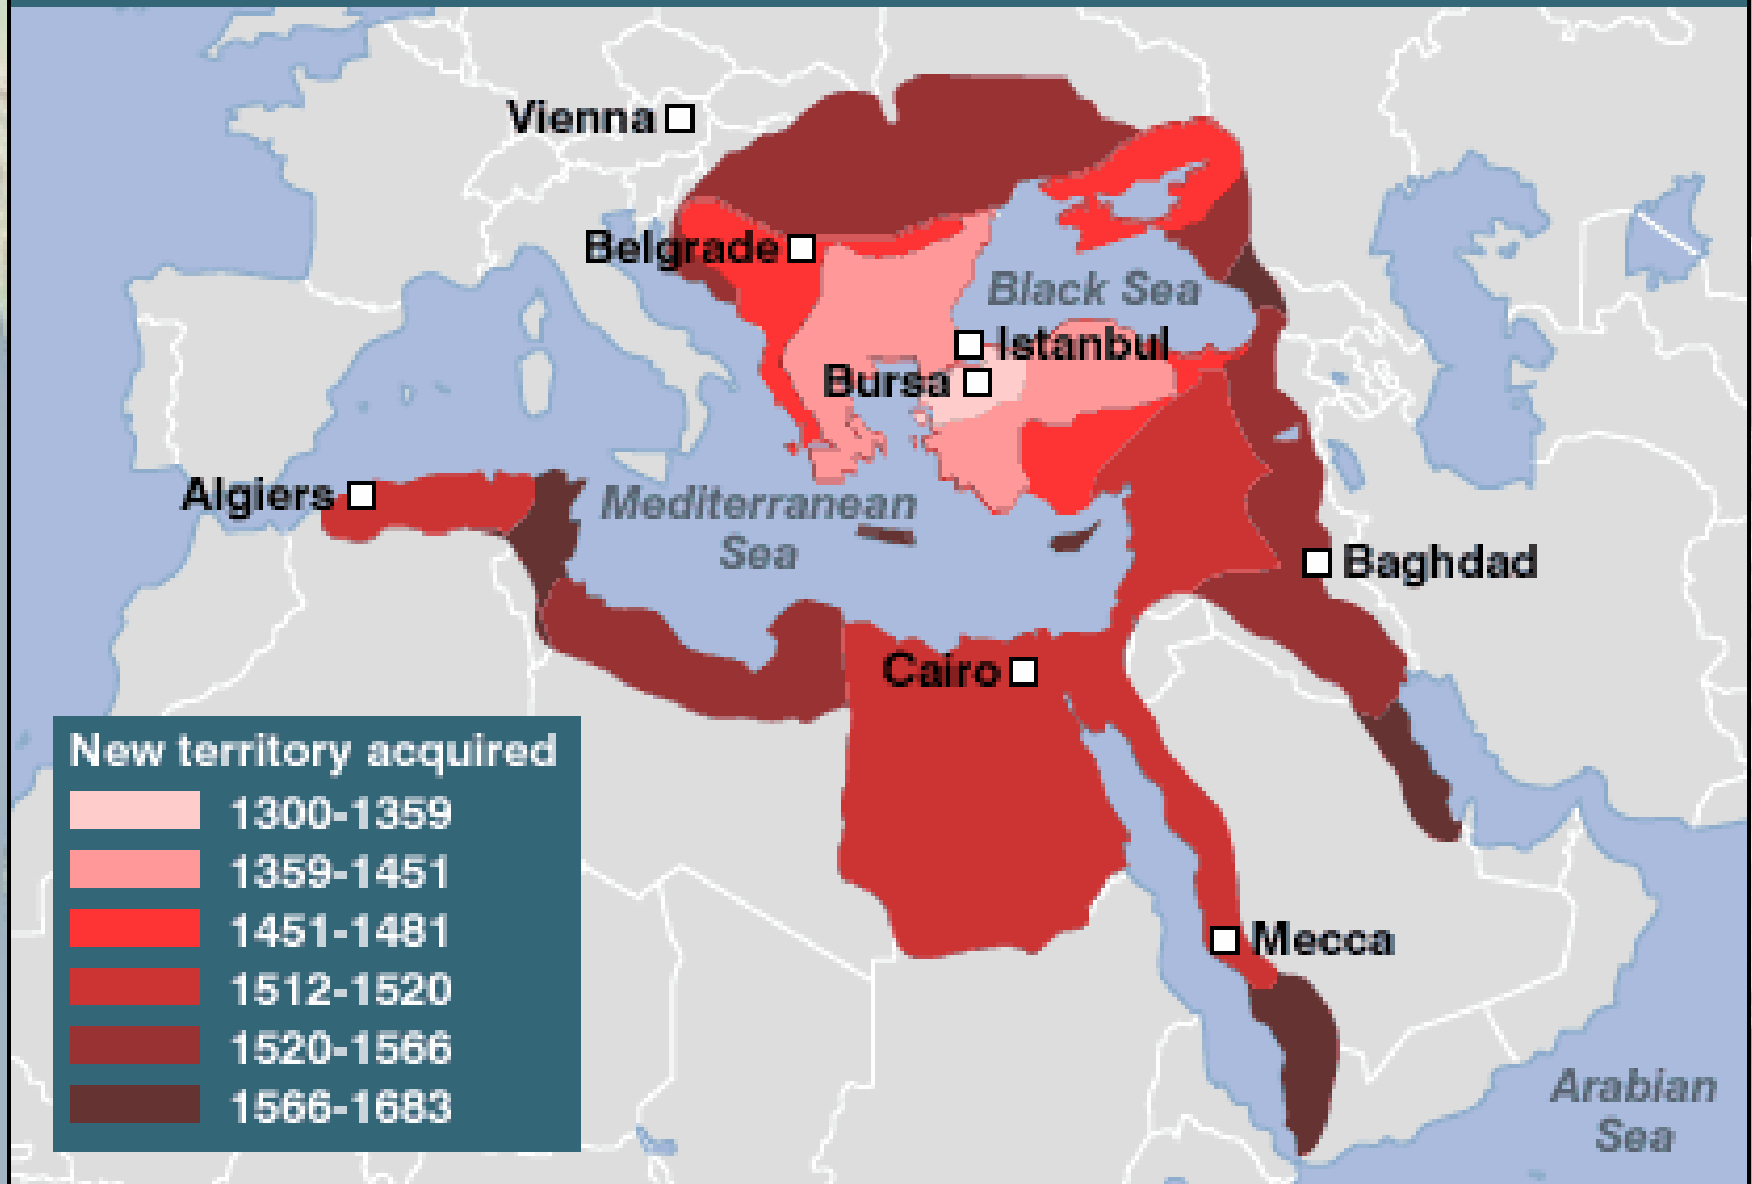 Vienna
Belgrade
Black Sea
Istanbul
Bursa
Algiers
Mediterranean
Sea
Baghdad
Cairo
Mecca
Arabian
Sea
New territory acquired
1300-1359
1359-1451
1451-1481
1512-1520
1520-1566
1566-1683